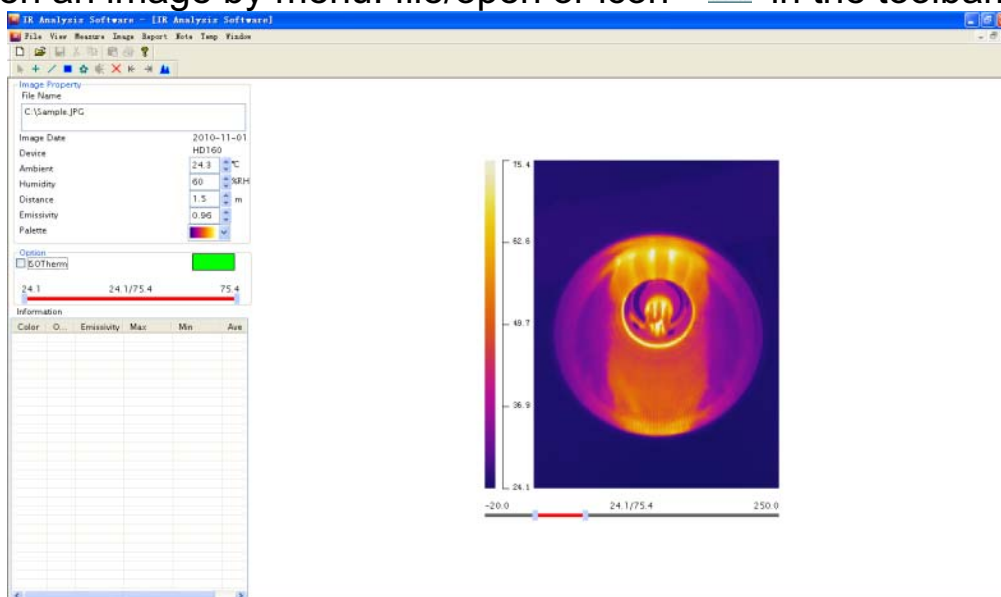 en an image by menu: file/open or icon in the toolbar.
IR Analysis Software - [IR Analysis Software]
File View Measure Image Report Note Temp Window
Image Property
File Name
C:\Sample.JPG
Image Date 2010-11-01
Device HD160
Ambient 24.3 ℃
Humidity 60 %RH
Distance 1.5 m
Emissivity 0.96
Palette
Option
ISOTherm
24.1 24.1/75.4 75.4
Information
Color O... Emissivity Max Min Ave
75.4
62.6
49.7
36.9
24.1
-20.0 24.1/75.4 250.0